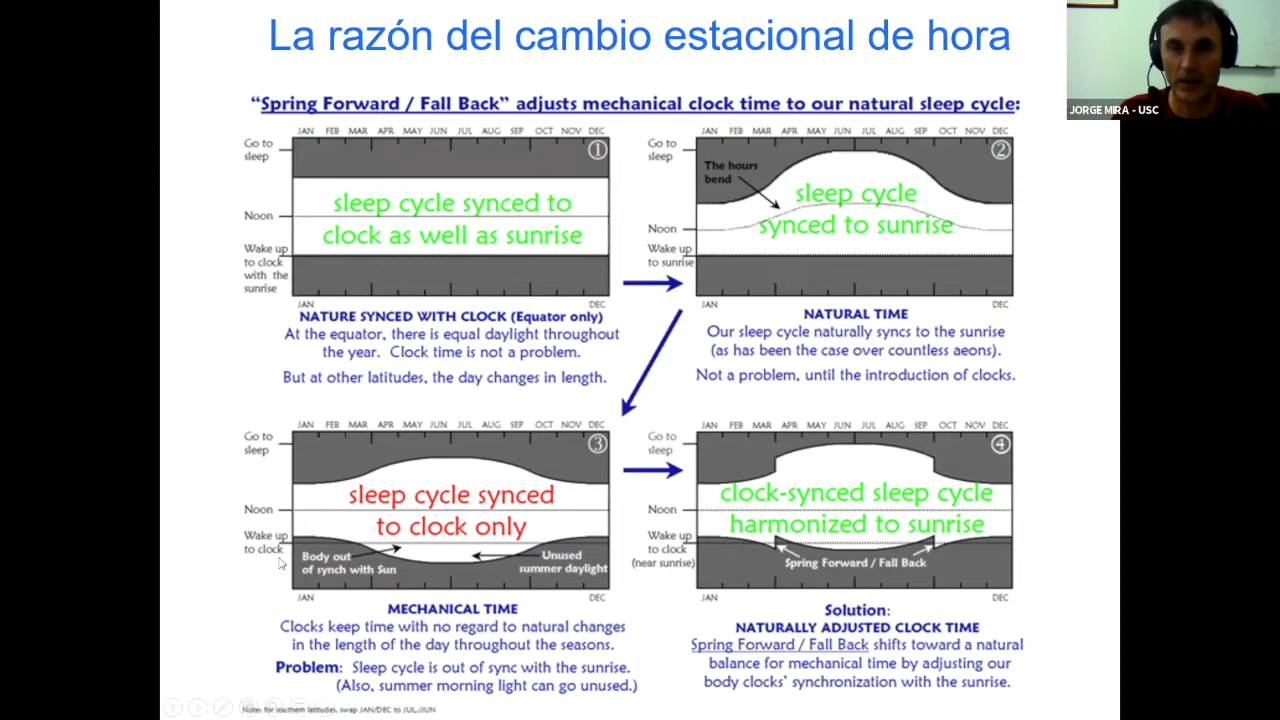 La razón del cambio estacional de hora
JORGE MIRA - USC
“Spring Forward / Fall Back” adjusts mechanical clock time to our natural sleep cycle:
JAN FEB MAR APR MAY JUN JUL AUG SEP OCT NOV DEC
Go to
sleep
①
sleep cycle synced to
Noon
clock as well as sunrise
Wake up
to clock
with the
sunrise
JAN DEC
NATURE SYNCED WITH CLOCK (Equator only)
At the equator, there is equal daylight throughout
the year. Clock time is not a problem.
But at other latitudes, the day changes in length.
JAN FEB MAR APR MAY JUN JUL AUG SEP OCT NOV DEC
Go to
sleep
②
The hours
bend
sleep cycle
synced to sunrise
Noon
Wake up
to sunrise
JAN DEC
NATURAL TIME
Our sleep cycle naturally syncs to the sunrise
(as has been the case over countless aeons).
Not a problem, until the introduction of clocks.
JAN FEB MAR APR MAY JUN JUL AUG SEP OCT NOV DEC
Go to
sleep
③
sleep cycle synced
Noon
to clock only
Wake up
to clock
Body out
of synch with Sun
Unused
summer daylight
JAN DEC
MECHANICAL TIME
Clocks keep time with no regard to natural changes
in the length of the day throughout the seasons.
Problem: Sleep cycle is out of sync with the sunrise.
(Also, summer morning light can go unused.)
JAN FEB MAR APR MAY JUN JUL AUG SEP OCT NOV DEC
Go to
sleep
④
clock-synced sleep cycle
Noon
harmonized to sunrise
Wake up
to clock
(near sunrise)
Spring Forward / Fall Back
JAN DEC
Solution:
NATURALLY ADJUSTED CLOCK TIME
Spring Forward / Fall Back shifts toward a natural
balance for mechanical time by adjusting our
body clocks’ synchronization with the sunrise.
Note: for southern latitudes, swap JAN/DEC to JUL/JUN